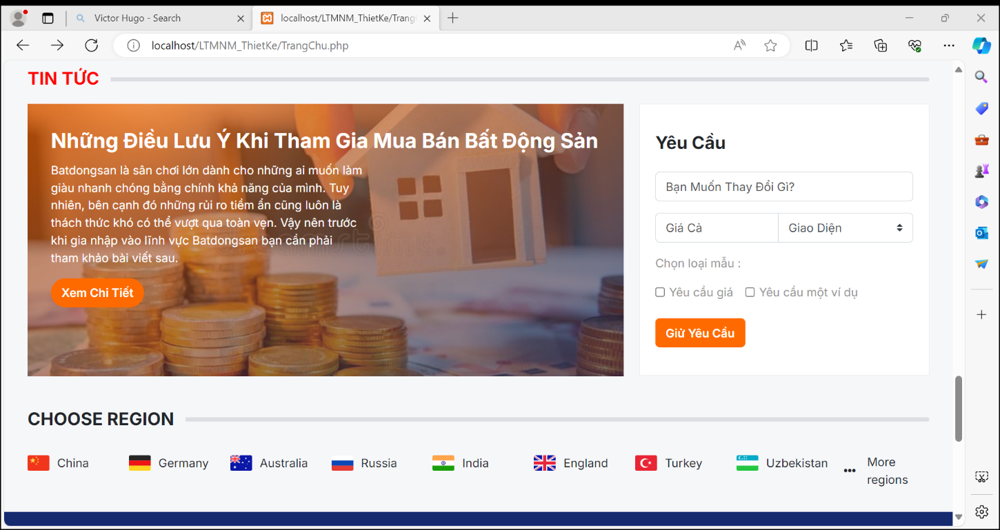 Victor Hugo - Search
localhost/LTMNM_ThietKe/Trang
localhost/LTMNM_ThietKe/TrangChu.php
TIN TỨC
Những Điều Lưu Ý Khi Tham Gia Mua Bán Bất Động Sản
Batdongsan là sân chơi lớn dành cho những ai muốn làm
giàu nhanh chóng bằng chính khả năng của mình. Tuy
nhiên, bên cạnh đó những rủi ro tiềm ẩn cũng luôn là
thách thức khó có thể vượt qua toàn vẹn. Vậy nên trước
khi gia nhập vào lĩnh vực Batdongsan bạn cần phải
tham khảo bài viết sau.
Xem Chi Tiết
Yêu Cầu
Bạn Muốn Thay Đổi Gì?
Giá Cả
Giao Diện
Chọn loại mẫu :
Yêu cầu giá
Yêu cầu một ví dụ
Giử Yêu Cầu
CHOOSE REGION
China
Germany
Australia
Russia
India
England
Turkey
Uzbekistan
More
regions